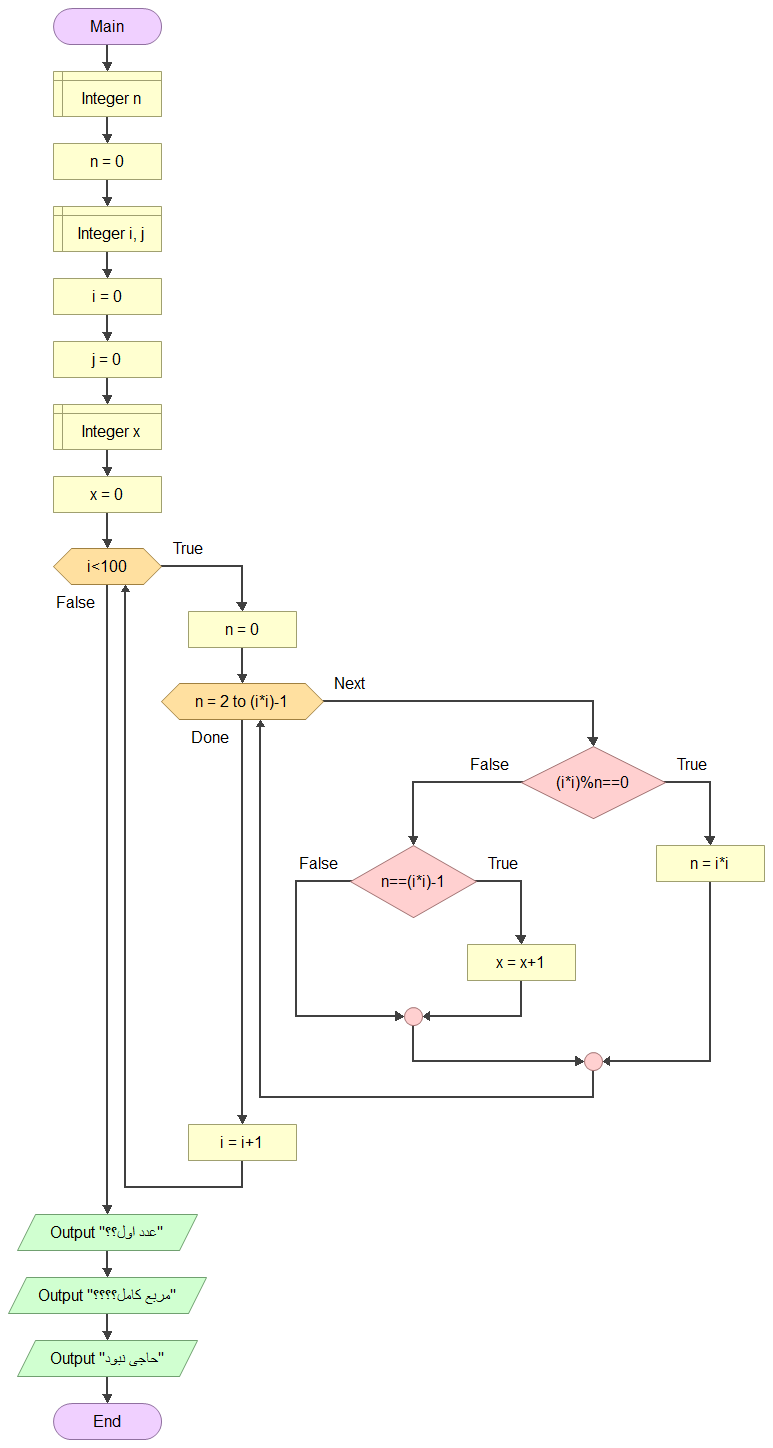 Main
Integer n
n = 0
Integer i, j
i = 0
j = 0
Integer x
x = 0
i<100
True
False
n = 0
n = 2 to (i*i)-1
Next
Done
(i*i)%n==0
False
True
n==(i*i)-1
n = i*i
False
True
x = x+1
i = i+1
Output "عدد اول؟؟"
Output "مربع کامل؟؟؟؟"
Output "حاجی نبود"
End